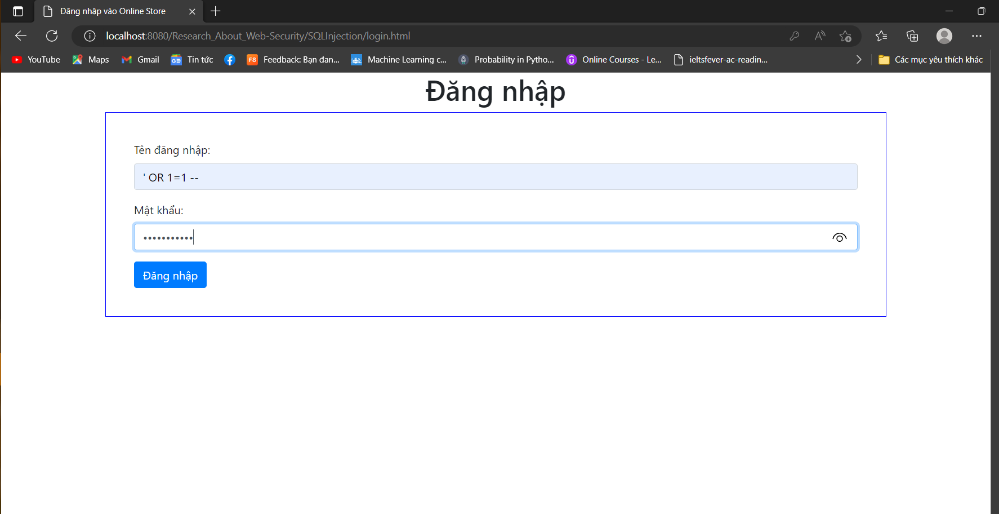 Đăng nhập vào Online Store
localhost:8080/Research_About_Web-Security/SQLInjection/login.html
YouTube Maps Gmail Tin tức F8 Feedback: Bạn đan... Machine Learning c... Probability in Pytho... Online Courses - Le... ieltsfever-ac-readin... Các mục yêu thích khác
Đăng nhập
Tên đăng nhập:
' OR 1=1 --
Mật khẩu:
•••••••••••
Đăng nhập